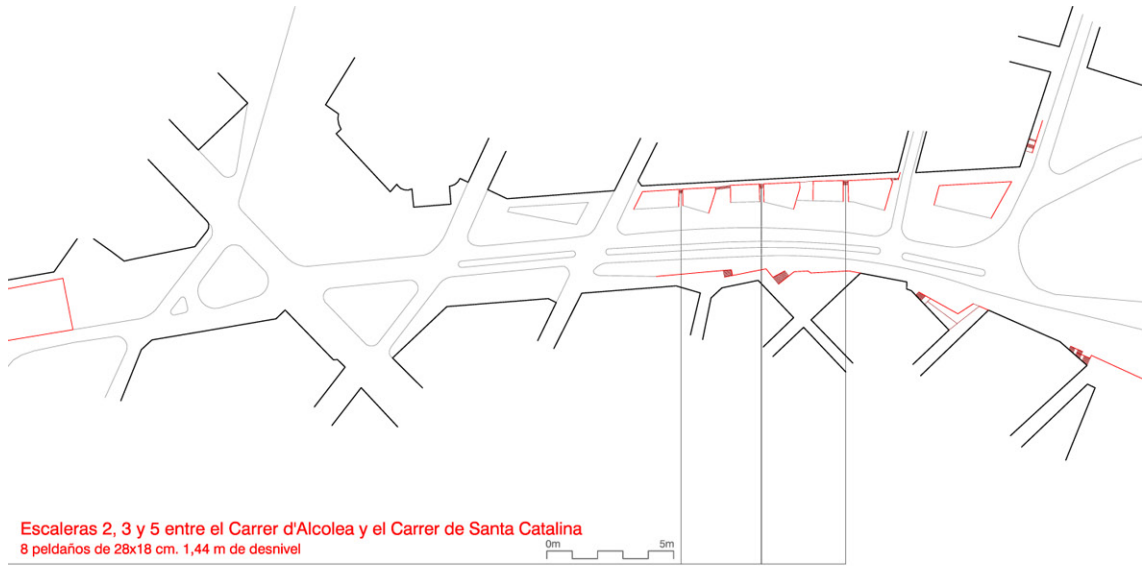 Escaleras 2, 3 y 5 entre el Carrer d'Alcolea y el Carrer de Santa Catalina
8 peldaños de 28x18 cm. 1,44 m de desnivel
0m 5m